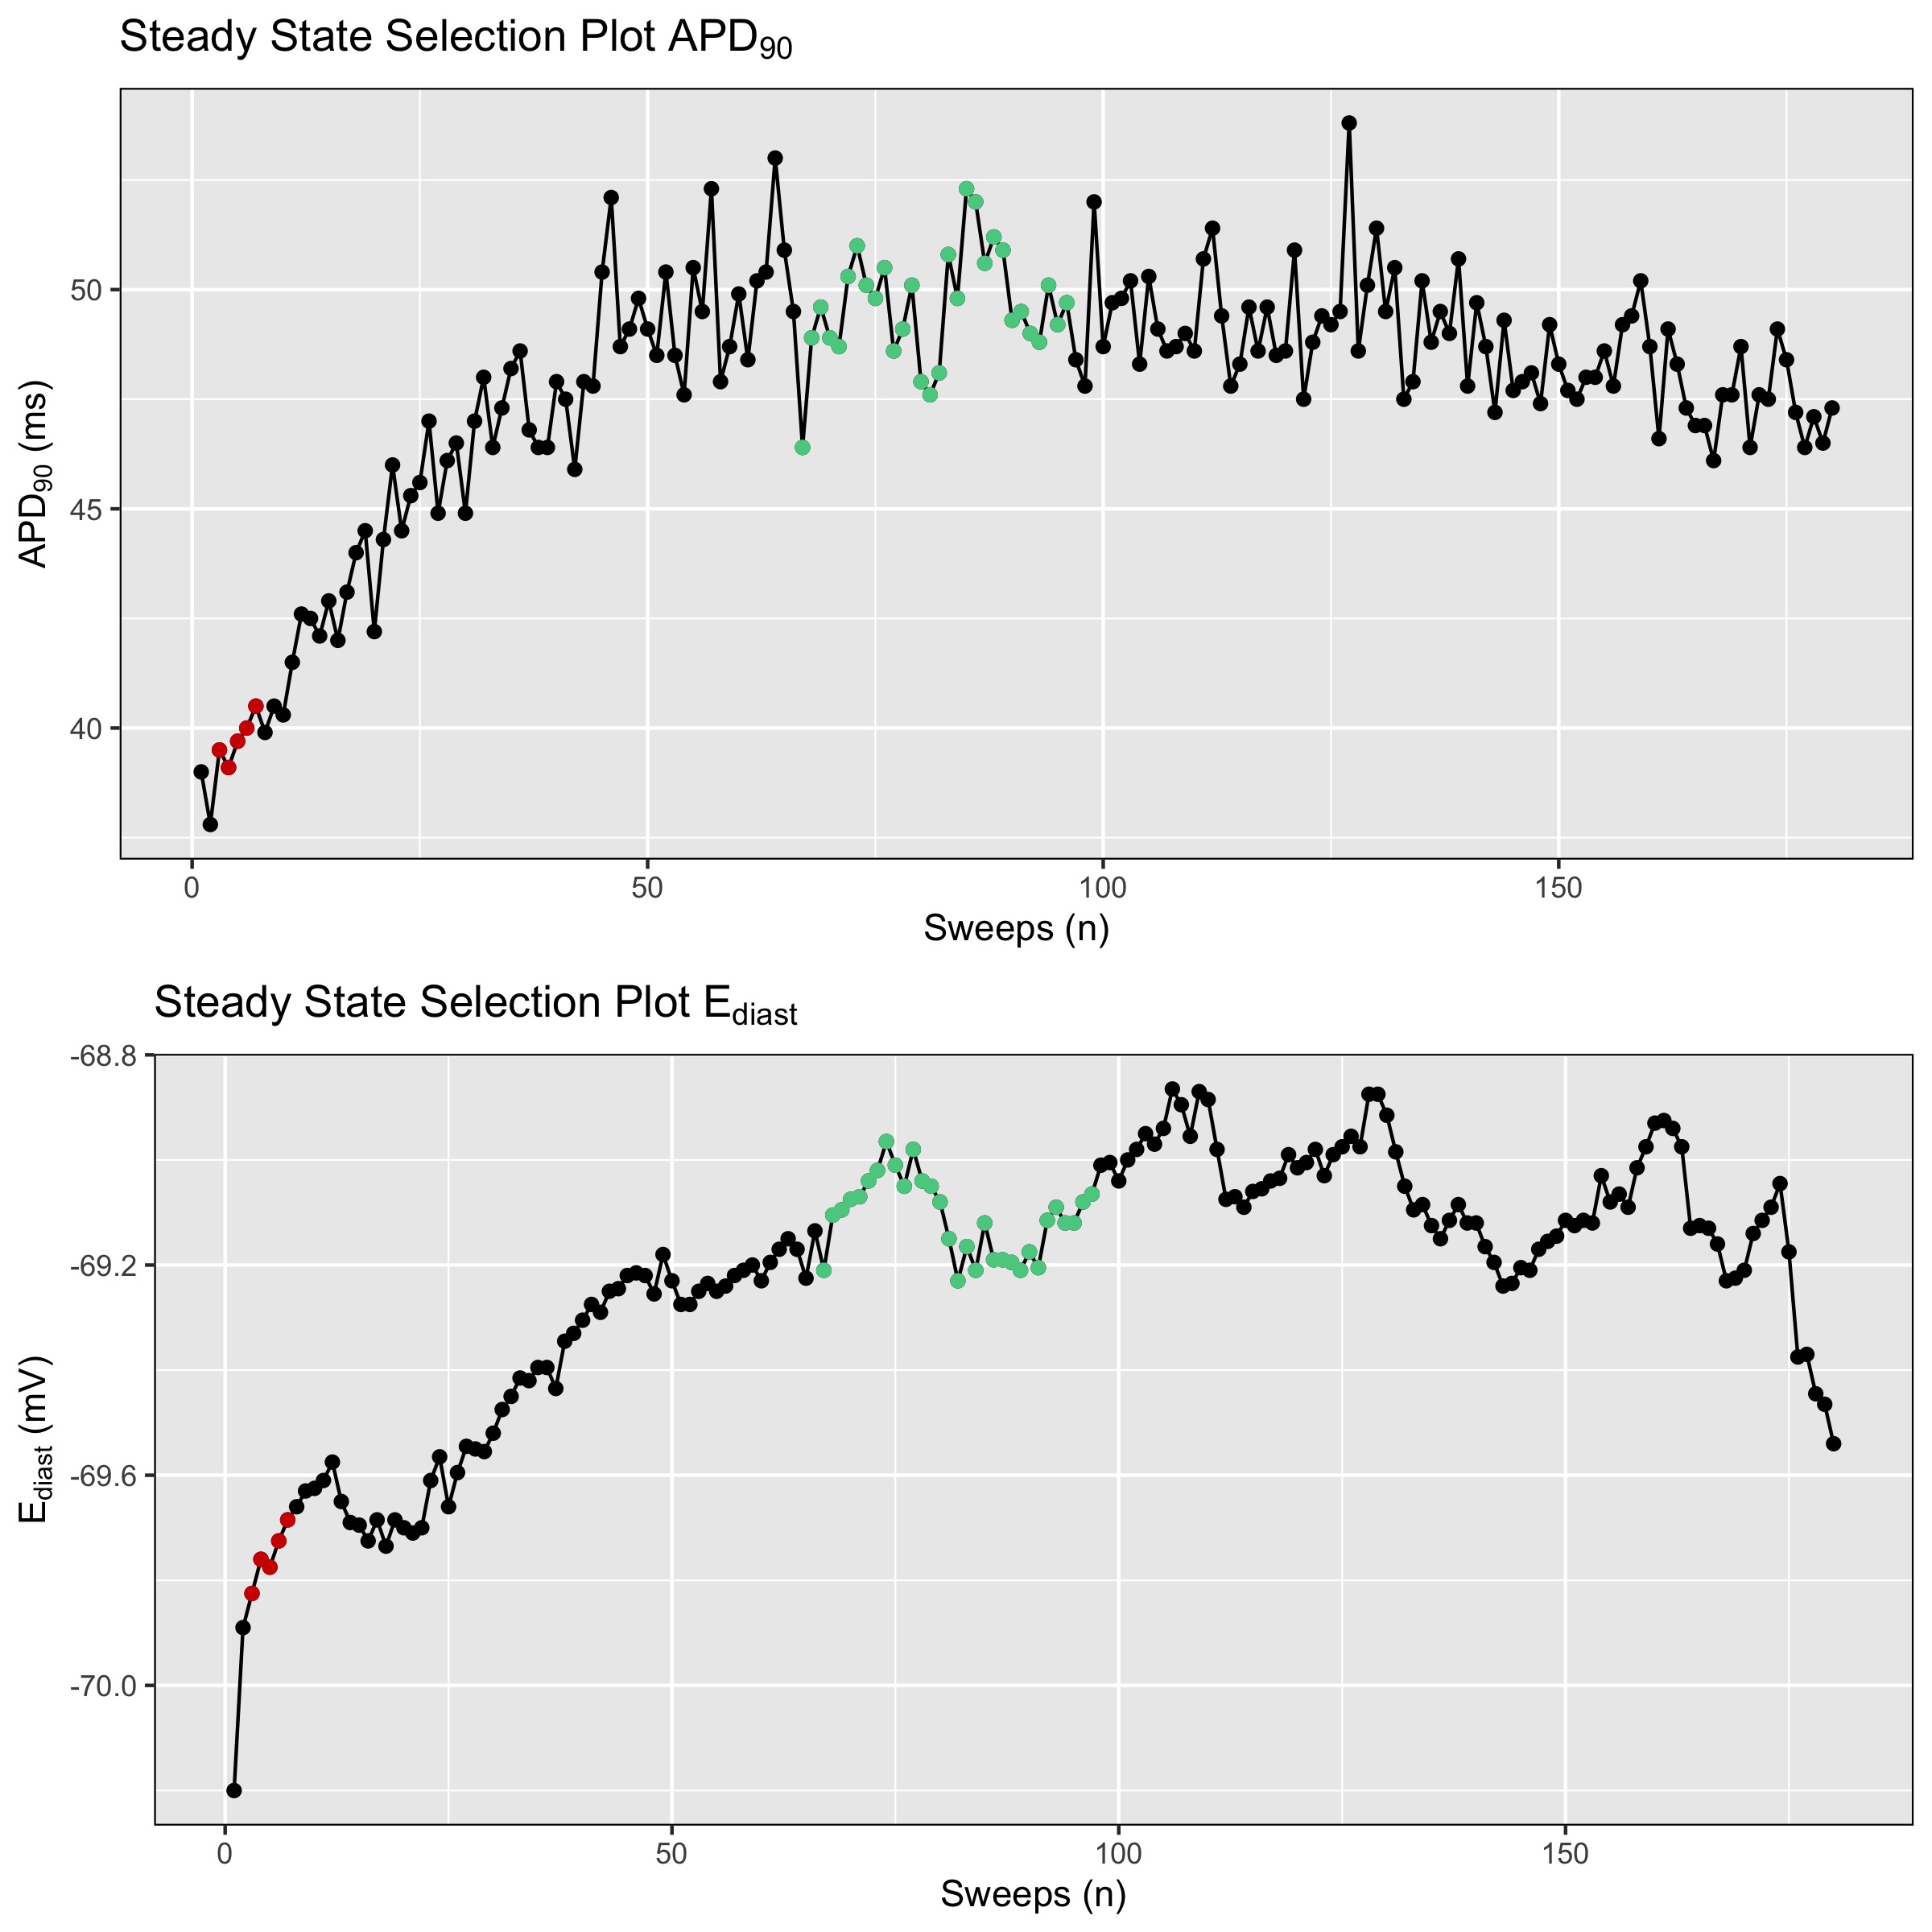 Steady State Selection Plot APD90
50
45
40
APD90 (ms)
0 50 100 150
Sweeps (n)
Steady State Selection Plot Ediast
-68.8
-69.2
-69.6
-70.0
Ediast (mV)
0 50 100 150
Sweeps (n)